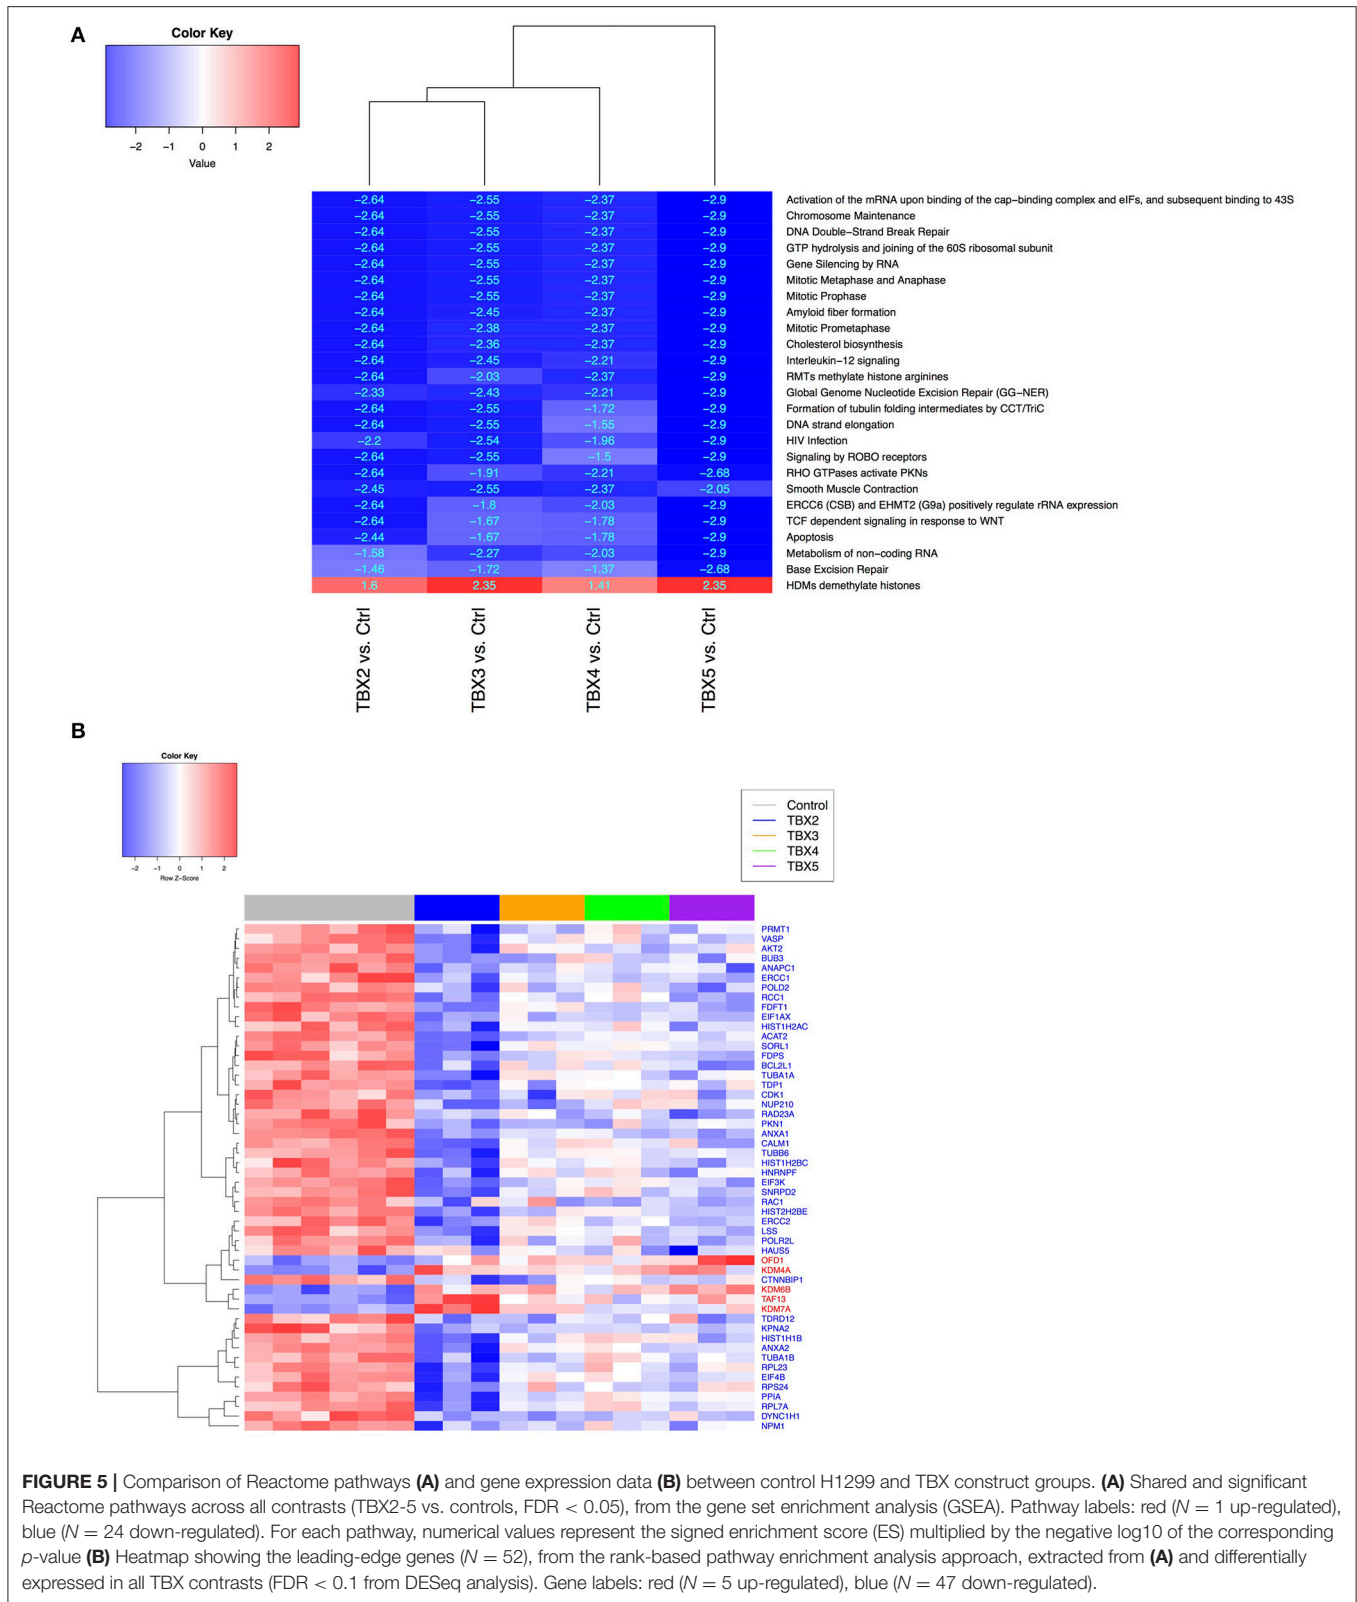 A
Color Key
−2 −1 0 1 2
Value
−2.64 −2.55 −2.37 −2.9 Activation of the mRNA upon binding of the cap−binding complex and eIFs, and subsequent binding to 43S
−2.64 −2.55 −2.37 −2.9 Chromosome Maintenance
−2.64 −2.55 −2.37 −2.9 DNA Double−Strand Break Repair
−2.64 −2.55 −2.37 −2.9 GTP hydrolysis and joining of the 60S ribosomal subunit
−2.64 −2.55 −2.37 −2.9 Gene Silencing by RNA
−2.64 −2.55 −2.37 −2.9 Mitotic Metaphase and Anaphase
−2.64 −2.55 −2.37 −2.9 Mitotic Prophase
−2.64 −2.45 −2.37 −2.9 Amyloid fiber formation
−2.64 −2.38 −2.37 −2.9 Mitotic Prometaphase
−2.64 −2.36 −2.37 −2.9 Cholesterol biosynthesis
−2.64 −2.45 −2.21 −2.9 Interleukin−12 signaling
−2.64 −2.03 −2.37 −2.9 RMTs methylate histone arginines
−2.33 −2.43 −2.21 −2.9 Global Genome Nucleotide Excision Repair (GG−NER)
−2.64 −2.55 −1.72 −2.9 Formation of tubulin folding intermediates by CCT/TriC
−2.64 −2.55 −1.55 −2.9 DNA strand elongation
−2.2 −2.54 −1.96 −2.9 HIV Infection
−2.64 −2.55 −1.5 −2.9 Signaling by ROBO receptors
−2.64 −1.91 −2.21 −2.68 RHO GTPases activate PKNs
−2.45 −2.55 −2.37 −2.05 Smooth Muscle Contraction
−2.64 −1.8 −2.03 −2.9 ERCC6 (CSB) and EHMT2 (G9a) positively regulate rRNA expression
−2.64 −1.67 −1.78 −2.9 TCF dependent signaling in response to WNT
−2.44 −1.67 −1.78 −2.9 Apoptosis
−1.58 −2.27 −2.03 −2.9 Metabolism of non−coding RNA
−1.46 −1.72 −1.37 −2.68 Base Excision Repair
1.6 2.35 1.41 2.35 HDMs demethylate histones
TBX2 vs. Ctrl
TBX3 vs. Ctrl
TBX4 vs. Ctrl
TBX5 vs. Ctrl
B
Color Key
−2 −1 0 1 2
Row Z−Score
Control
TBX2
TBX3
TBX4
TBX5
PRMT1
VASP
AKT2
BUB3
ANAPC1
ERCC1
POLD2
RCC1
FDFT1
EIF1AX
HIST1H2AC
ACAT2
SORL1
FDPS
BCL2L1
TUBA1A
TDP1
CDK1
NUP210
RAD23A
PKN1
ANXA1
CALM1
TUBB6
HIST1H2BC
HNRNPF
EIF3K
SNRPD2
RAC1
HIST2H2BE
ERCC2
LSS
POLR2L
HAUS5
OFD1
KDM4A
CTNNBIP1
KDM6B
TAF13
KDM7A
TDRD12
KPNA2
HIST1H1B
ANXA2
TUBA1B
RPL23
EIF4B
RPS24
PPIA
RPL7A
DYNC1H1
NPM1
FIGURE 5 | Comparison of Reactome pathways (A) and gene expression data (B) between control H1299 and TBX construct groups. (A) Shared and significant
Reactome pathways across all contrasts (TBX2-5 vs. controls, FDR < 0.05), from the gene set enrichment analysis (GSEA). Pathway labels: red (N = 1 up-regulated),
blue (N = 24 down-regulated). For each pathway, numerical values represent the signed enrichment score (ES) multiplied by the negative log10 of the corresponding
p-value (B) Heatmap showing the leading-edge genes (N = 52), from the rank-based pathway enrichment analysis approach, extracted from (A) and differentially
expressed in all TBX contrasts (FDR < 0.1 from DESeq analysis). Gene labels: red (N = 5 up-regulated), blue (N = 47 down-regulated).